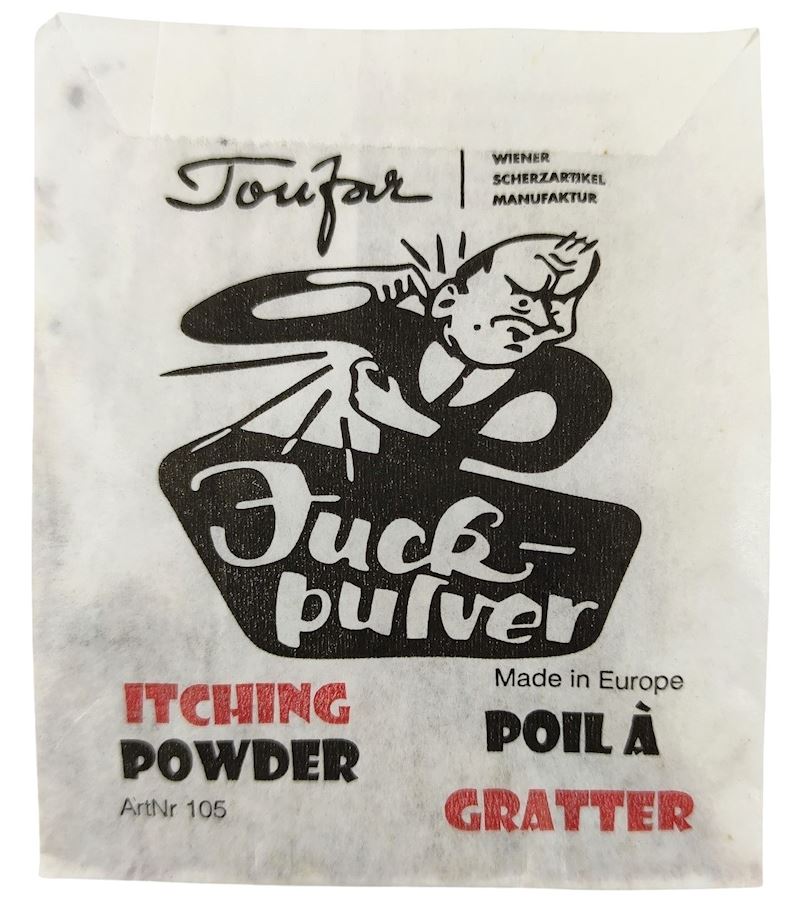 Toufar
WIENER
SCHERZARTIKEL
MANUFAKTUR
Juck-
pulver
Made in Europe
ITCHING
POWDER
ArtNr 105
POIL À
GRATTER